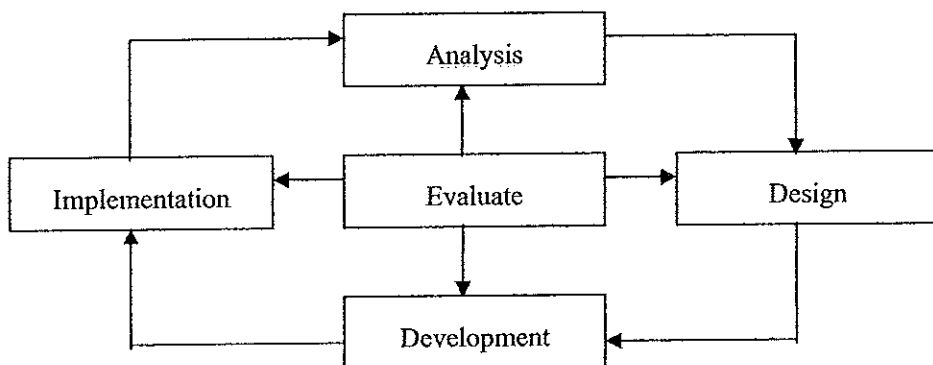 Analysis
Implementation
Evaluate
Design
Development